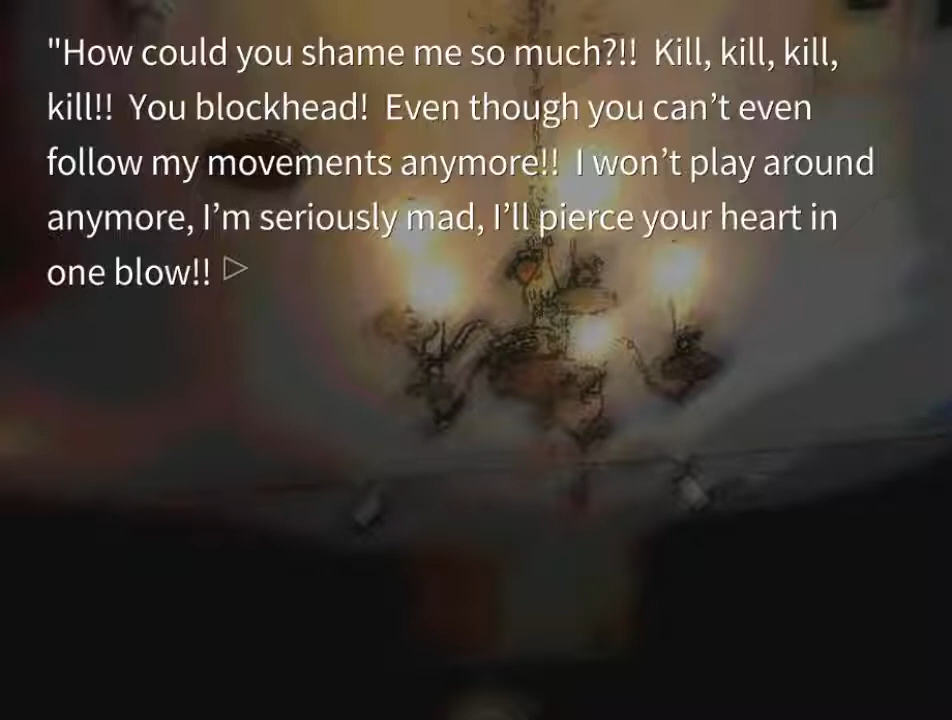 "How could you shame me so much?!!  Kill, kill, kill,
kill!!  You blockhead!  Even though you can’t even
follow my movements anymore!!  I won’t play around
anymore, I’m seriously mad, I’ll pierce your heart in
one blow!!